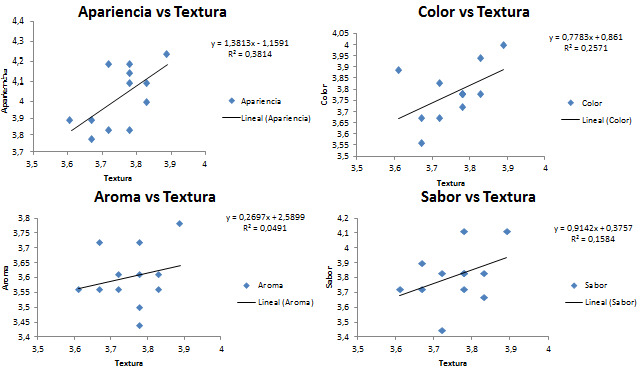 Apariencia vs Textura
4,4
4,3
4,2
4,1
4
3,9
3,8
3,7
Apariencia
3,5
3,6
3,7
3,8
3,9
4
Textura
y = 1,3813x - 1,1591
R² = 0,3814
Apariencia
Lineal (Apariencia)
Color vs Textura
4,05
4
3,95
3,9
3,85
3,8
3,75
3,7
3,65
3,6
3,55
3,5
Color
3,5
3,6
3,7
3,8
3,9
4
Textura
y = 0,7783x + 0,861
R² = 0,2571
Color
Lineal (Color)
Aroma vs Textura
3,8
3,75
3,7
3,65
3,6
3,55
3,5
3,45
3,4
Aroma
3,5
3,6
3,7
3,8
3,9
4
Textura
y = 0,2697x + 2,5899
R² = 0,0491
Aroma
Lineal (Aroma)
Sabor vs Textura
4,2
4,1
4
3,9
3,8
3,7
3,6
3,5
3,4
Sabor
3,5
3,6
3,7
3,8
3,9
4
Textura
y = 0,9142x + 0,3757
R² = 0,1584
Sabor
Lineal (Sabor)